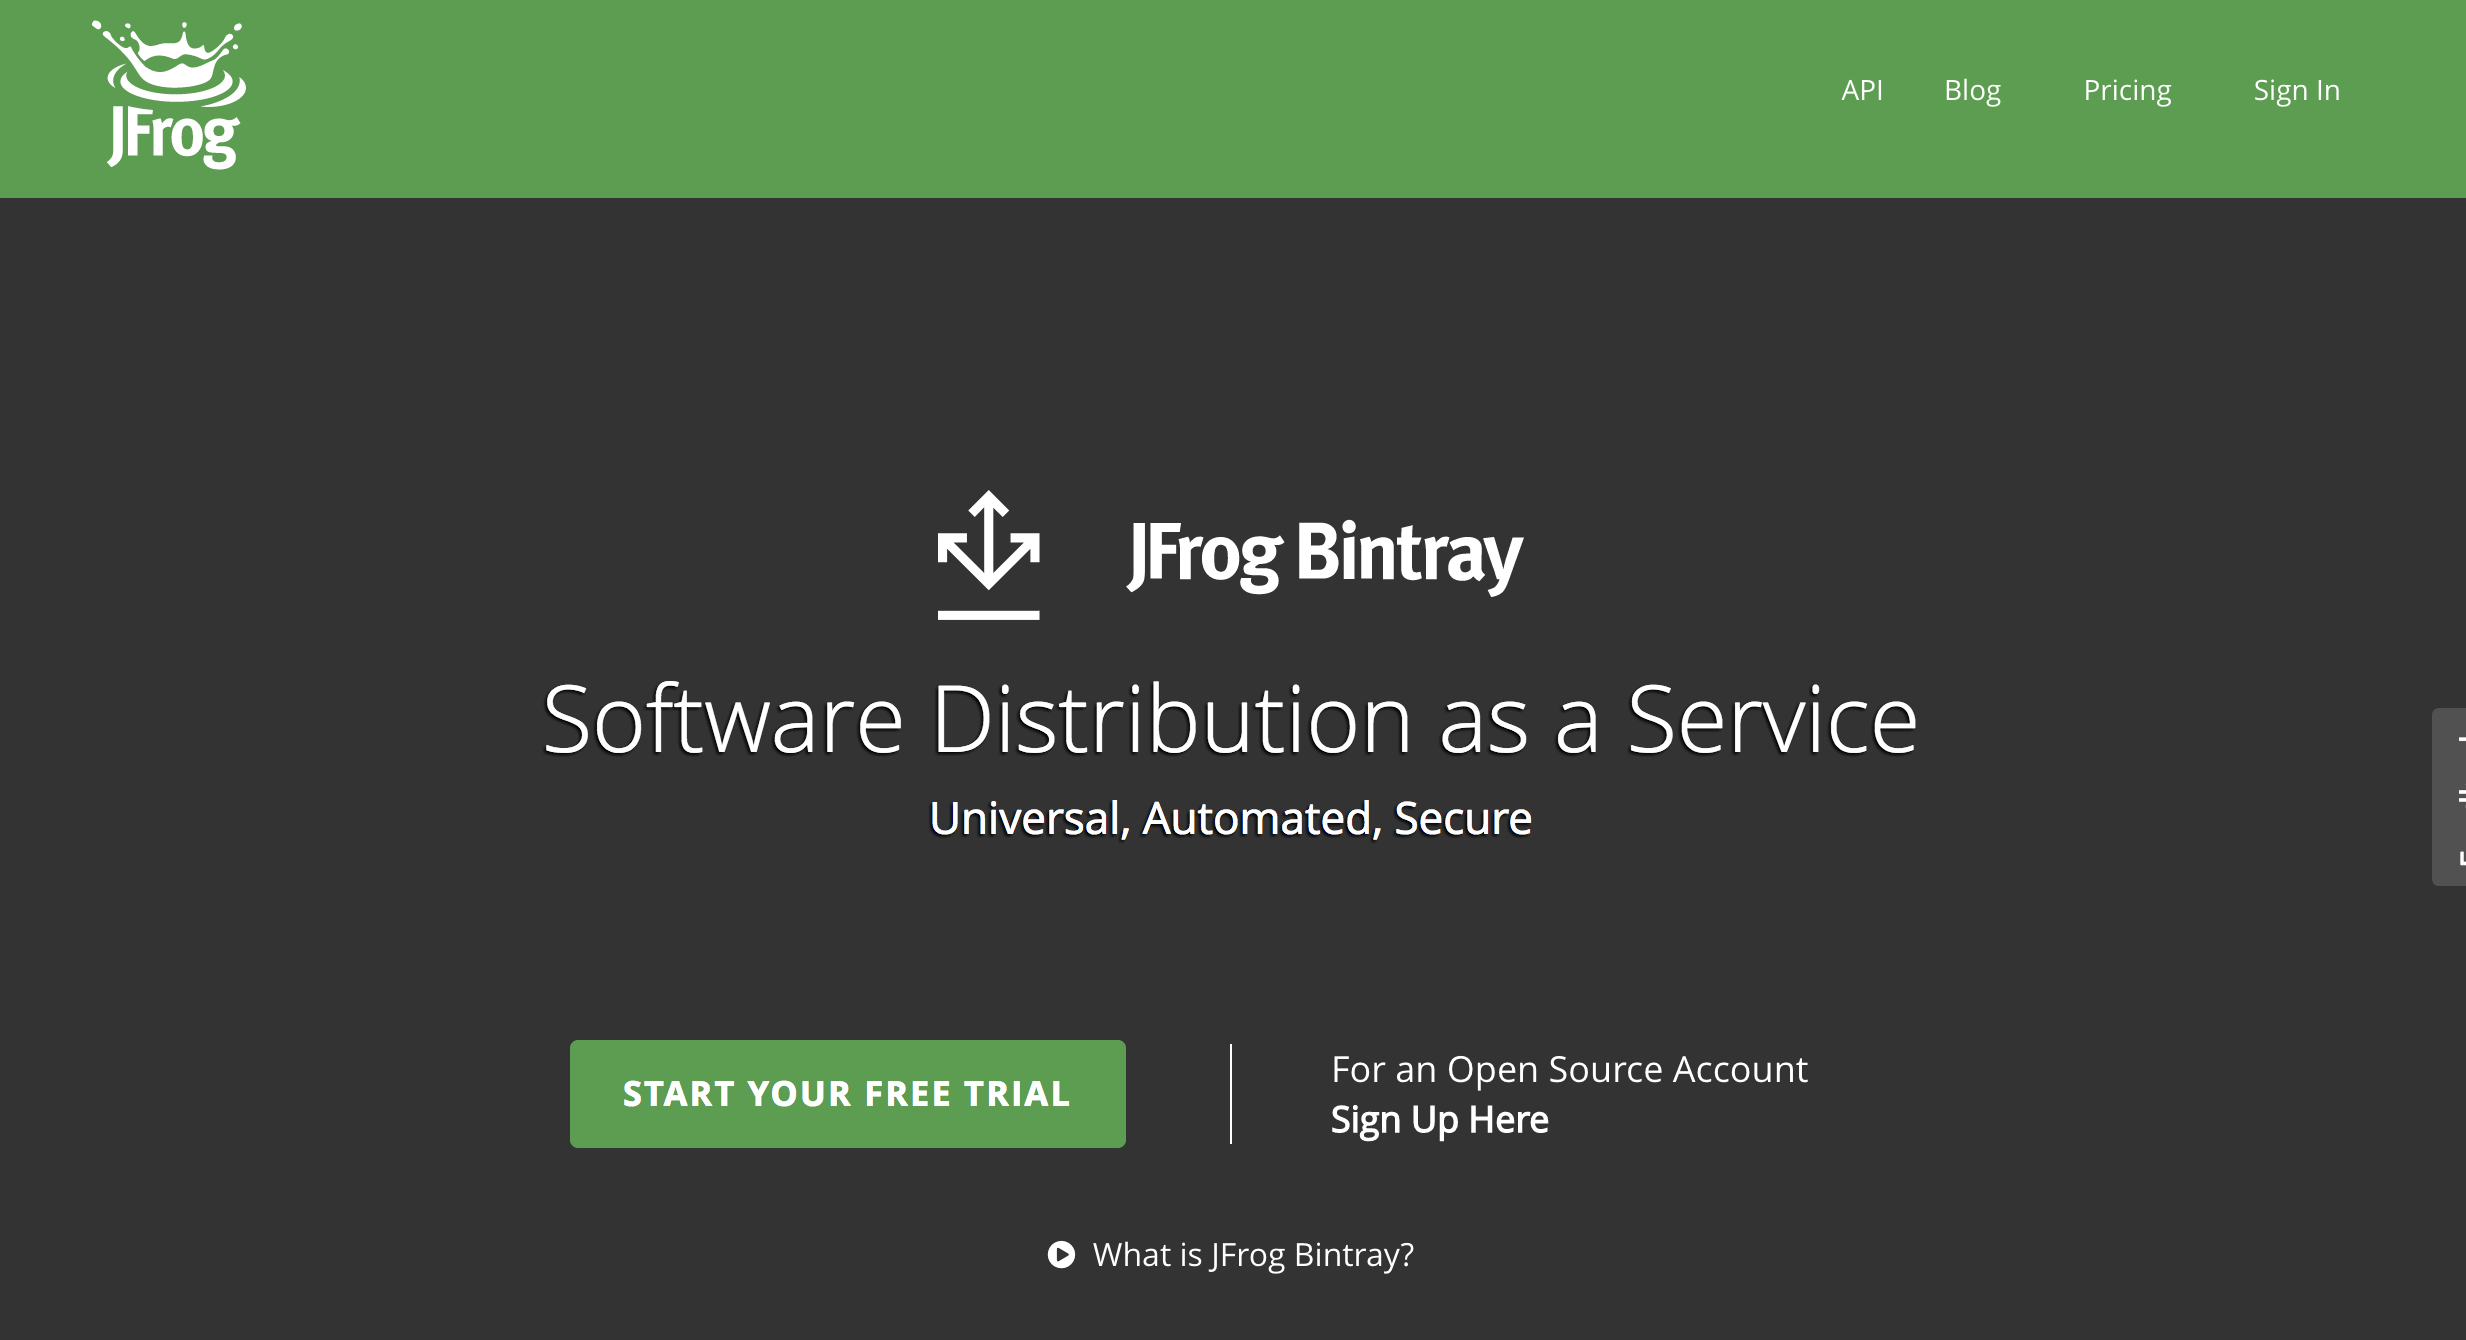 JFrog
API Blog Pricing Sign In
JFrog Bintray
Software Distribution as a Service
Universal, Automated, Secure
START YOUR FREE TRIAL
For an Open Source Account
Sign Up Here
What is JFrog Bintray?